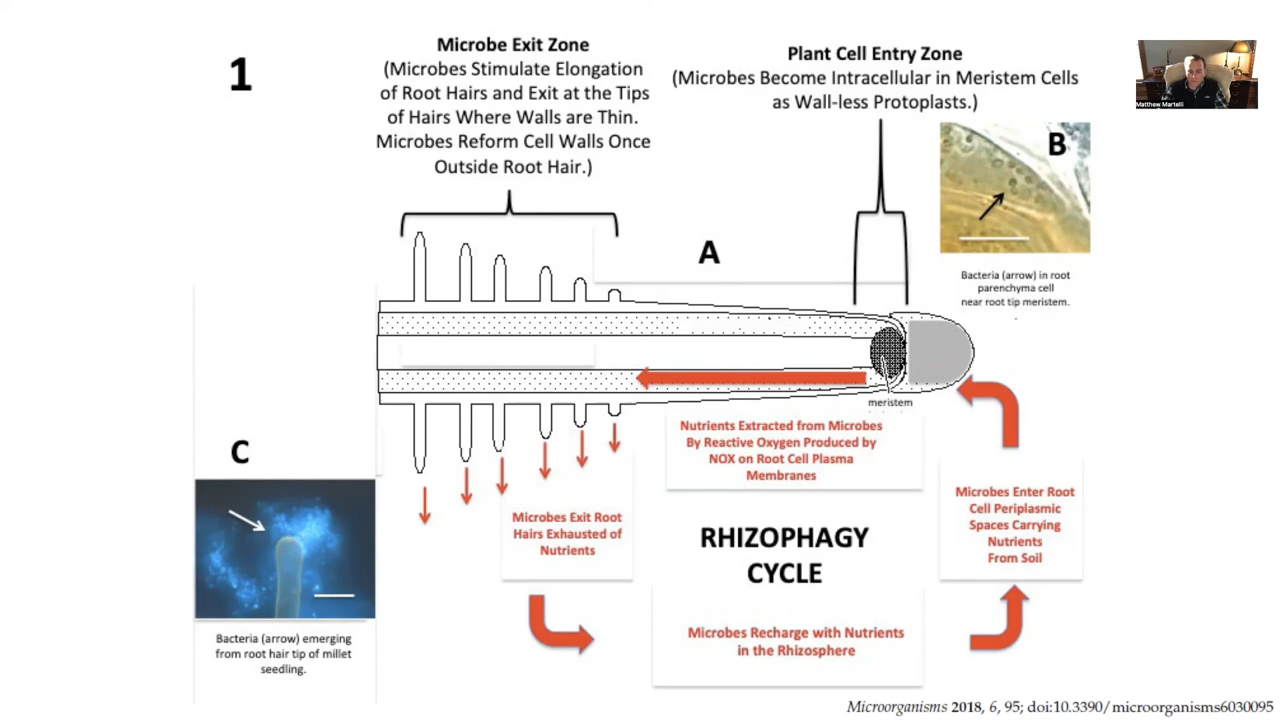 1
Microbe Exit Zone
(Microbes Stimulate Elongation
of Root Hairs and Exit at the Tips
of Hairs Where Walls are Thin.
Microbes Reform Cell Walls Once
Outside Root Hair.)
Plant Cell Entry Zone
(Microbes Become Intracellular in Meristem Cells
as Wall-less Protoplasts.)
Matthew Martelli
B
Bacteria (arrow) in root
parenchyma cell
near root tip meristem.
A
meristem
Nutrients Extracted from Microbes
By Reactive Oxygen Produced by
NOX on Root Cell Plasma
Membranes
C
Bacteria (arrow) emerging
from root hair tip of millet
seedling.
Microbes Exit Root
Hairs Exhausted of
Nutrients
RHIZOPHAGY
CYCLE
Microbes Enter Root
Cell Periplasmic
Spaces Carrying
Nutrients
From Soil
Microbes Recharge with Nutrients
in the Rhizosphere
Microorganisms 2018, 6, 95; doi:10.3390/microorganisms6030095